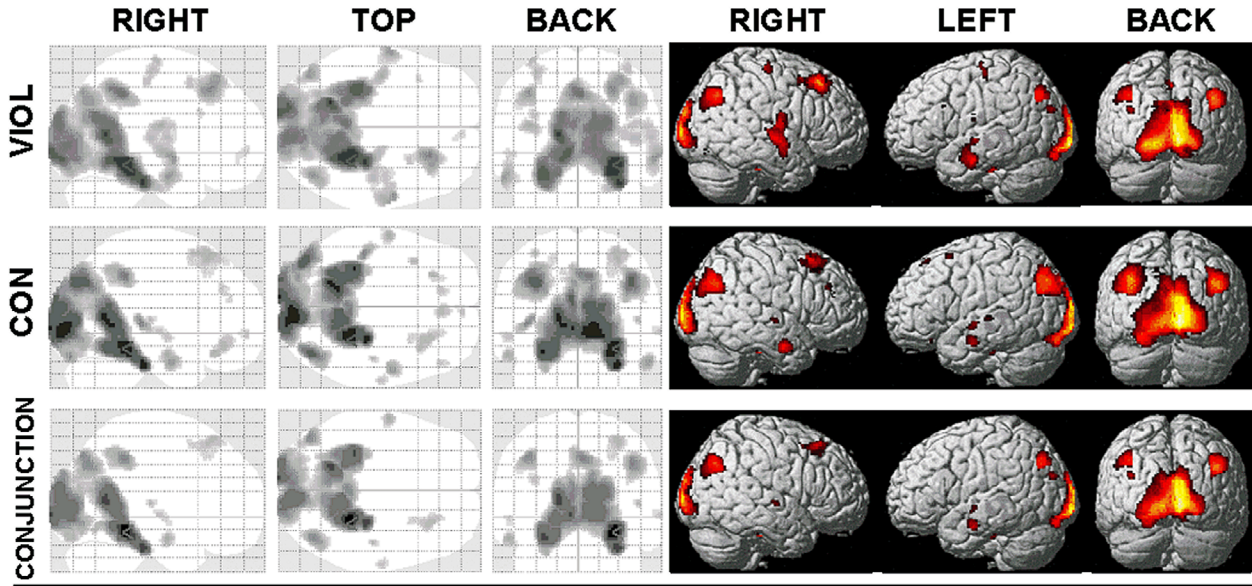 RIGHT TOP BACK RIGHT LEFT BACK
VIOL
CON
CONJUNCTION